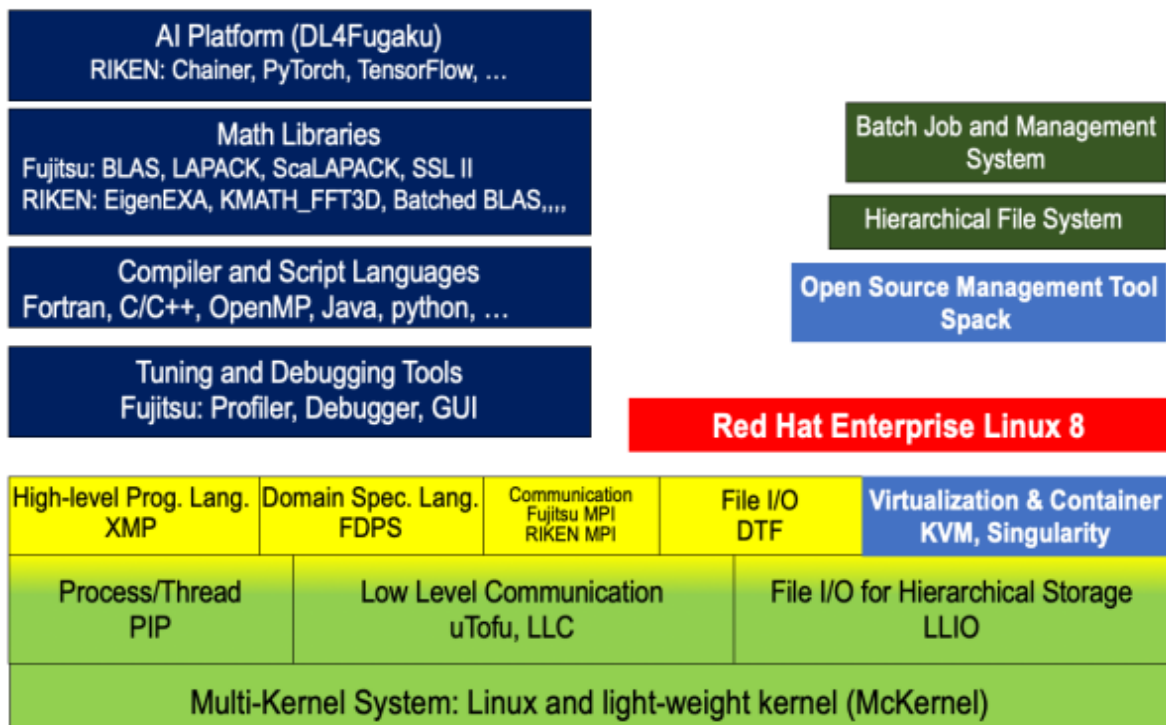 AI Platform (DL4Fugaku)
RIKEN: Chainer, PyTorch, TensorFlow, …
Math Libraries
Fujitsu: BLAS, LAPACK, ScaLAPACK, SSL II
RIKEN: EigenEXA, KMATH_FFT3D, Batched BLAS,,,,
Compiler and Script Languages
Fortran, C/C++, OpenMP, Java, python, …
Tuning and Debugging Tools
Fujitsu: Profiler, Debugger, GUI
Batch Job and Management
System
Hierarchical File System
Open Source Management Tool
Spack
Red Hat Enterprise Linux 8
High-level Prog. Lang.
XMP
Domain Spec. Lang.
FDPS
Communication
Fujitsu MPI
RIKEN MPI
File I/O
DTF
Virtualization & Container
KVM, Singularity
Process/Thread
PIP
Low Level Communication
uTofu, LLC
File I/O for Hierarchical Storage
LLIO
Multi-Kernel System: Linux and light-weight kernel (McKernel)